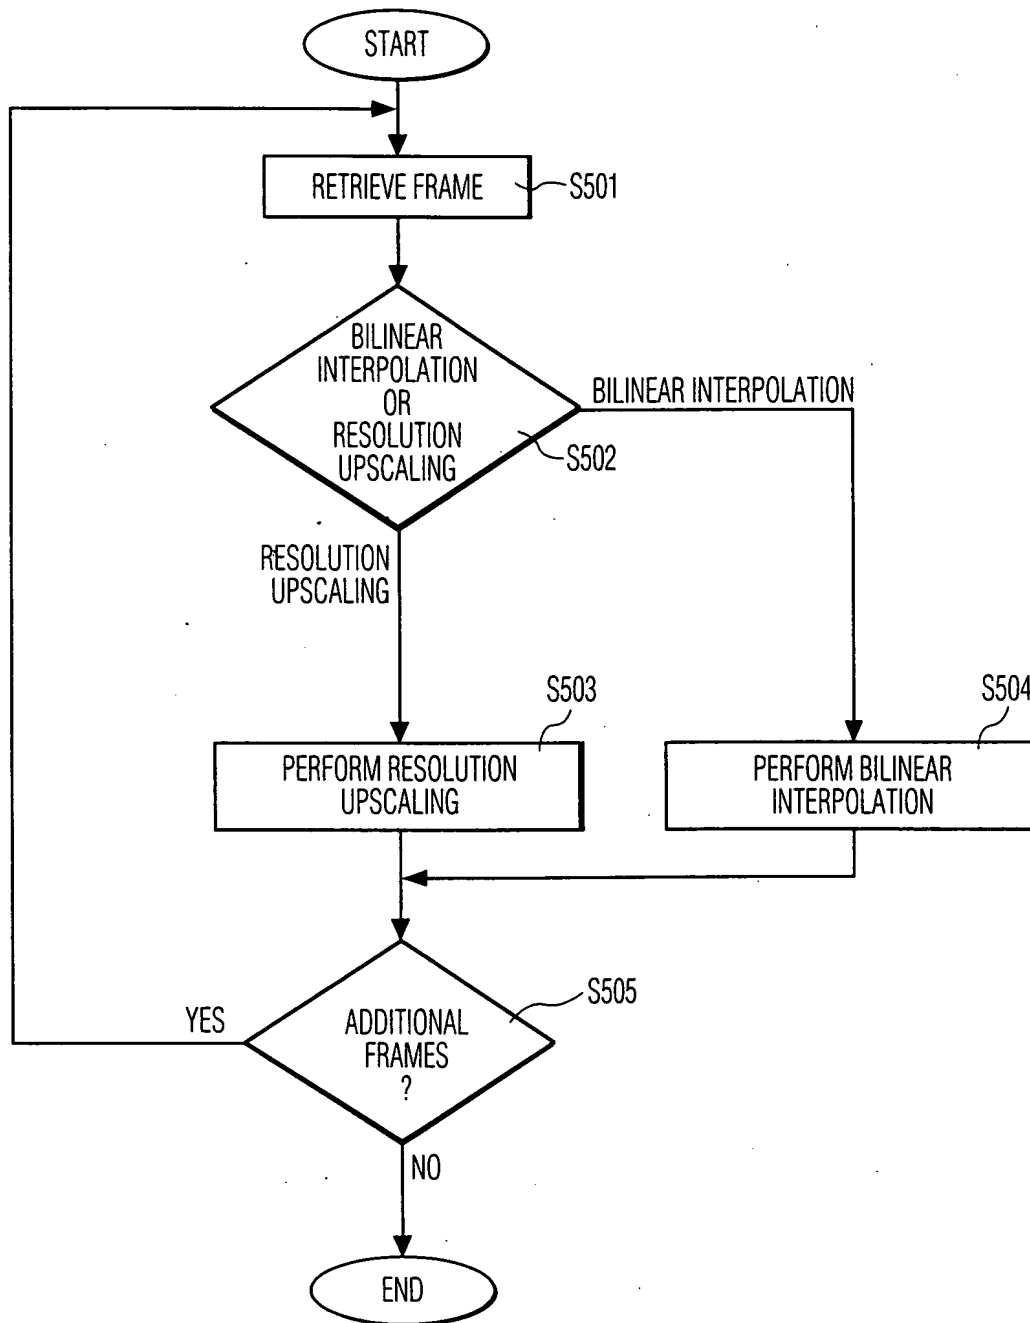 START
RETRIEVE FRAME
S501
BILINEAR
INTERPOLATION
OR
RESOLUTION
UPSCALING
S502
BILINEAR INTERPOLATION
RESOLUTION
UPSCALING
S503
PERFORM RESOLUTION
UPSCALING
S504
PERFORM BILINEAR
INTERPOLATION
S505
ADDITIONAL
FRAMES
?
YES
NO
END